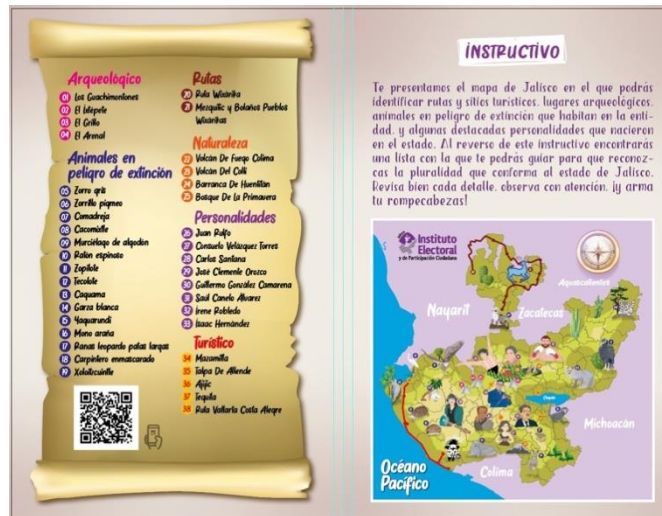 Arqueológico
01 Los Guachimontones
02 El Ixtépete
03 El Grillo
04 El Arenal
Animales en
peligro de extinción
05 Zorro gris
06 Zorrillo pigmeo
07 Comadreja
08 Cacomixtle
09 Murciélago de algodón
10 Ratón espinoso
11 Zopilote
12 Tecolote
13 Caguama
14 Garza blanca
15 Yaguarundi
16 Mono araña
17 Ranas leopardo patas largas
18 Carpintero enmascarado
19 Xoloitzcuintle
Rutas
20 Ruta Wixárika
21 Mezquitic y Bolaños Pueblos
Wixárikas
Naturaleza
22 Volcán De Fuego Colima
23 Volcán Del Colli
24 Barranca De Huentitán
25 Bosque De La Primavera
Personalidades
26 Juan Rulfo
27 Consuelo Velázquez Torres
28 Carlos Santana
29 José Clemente Orozco
30 Guillermo González Camarena
31 Saúl Canelo Álvarez
32 Irene Robledo
33 Isaac Hernández
Turístico
34 Mazamitla
35 Talpa De Allende
36 Ajijic
37 Tequila
38 Ruta Vallarta Costa Alegre
INSTRUCTIVO
Te presentamos el mapa de Jalisco en el que podrás
identificar rutas y sitios turísticos, lugares arqueológicos,
animales en peligro de extinción que habitan en la enti-
dad, y algunas destacadas personalidades que nacieron
en el estado. Al reverso de este instructivo encontrarás
una lista con la que te podrás guiar para que reconoz-
cas la pluralidad que conforma al estado de Jalisco.
Revisa bien cada detalle, observa con atención, ¡y arma
tu rompecabezas!
Instituto
Electoral
y de Participación Ciudadana
Aguascalientes
Nayarit
Zacatecas
Michoacán
Océano
Pacífico
Colima